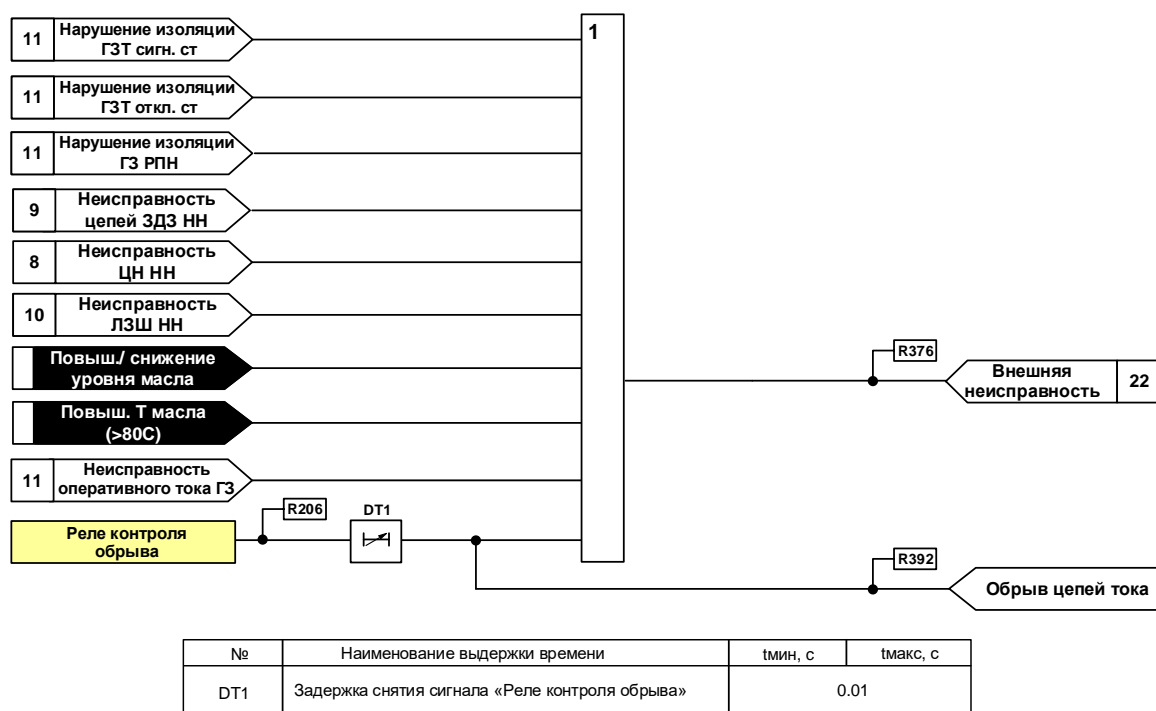 11
Нарушение изоляции
ГЗТ сигн. ст
1
11
Нарушение изоляции
ГЗТ откл. ст
11
Нарушение изоляции
ГЗ РПН
9
Неисправность
цепей ЗДЗ НН
8
Неисправность
ЦН НН
10
Неисправность
ЛЗШ НН
Повыш./ снижение
уровня масла
R376
Внешняя
неисправность
22
Повыш. Т масла
(>80С)
11
Неисправность
оперативного тока ГЗ
R206
DT1
Реле контроля
обрыва
R392
Обрыв цепей тока
№ Наименование выдержки времени tмин, с tмакс, с
DT1 Задержка снятия сигнала «Реле контроля обрыва» 0.01